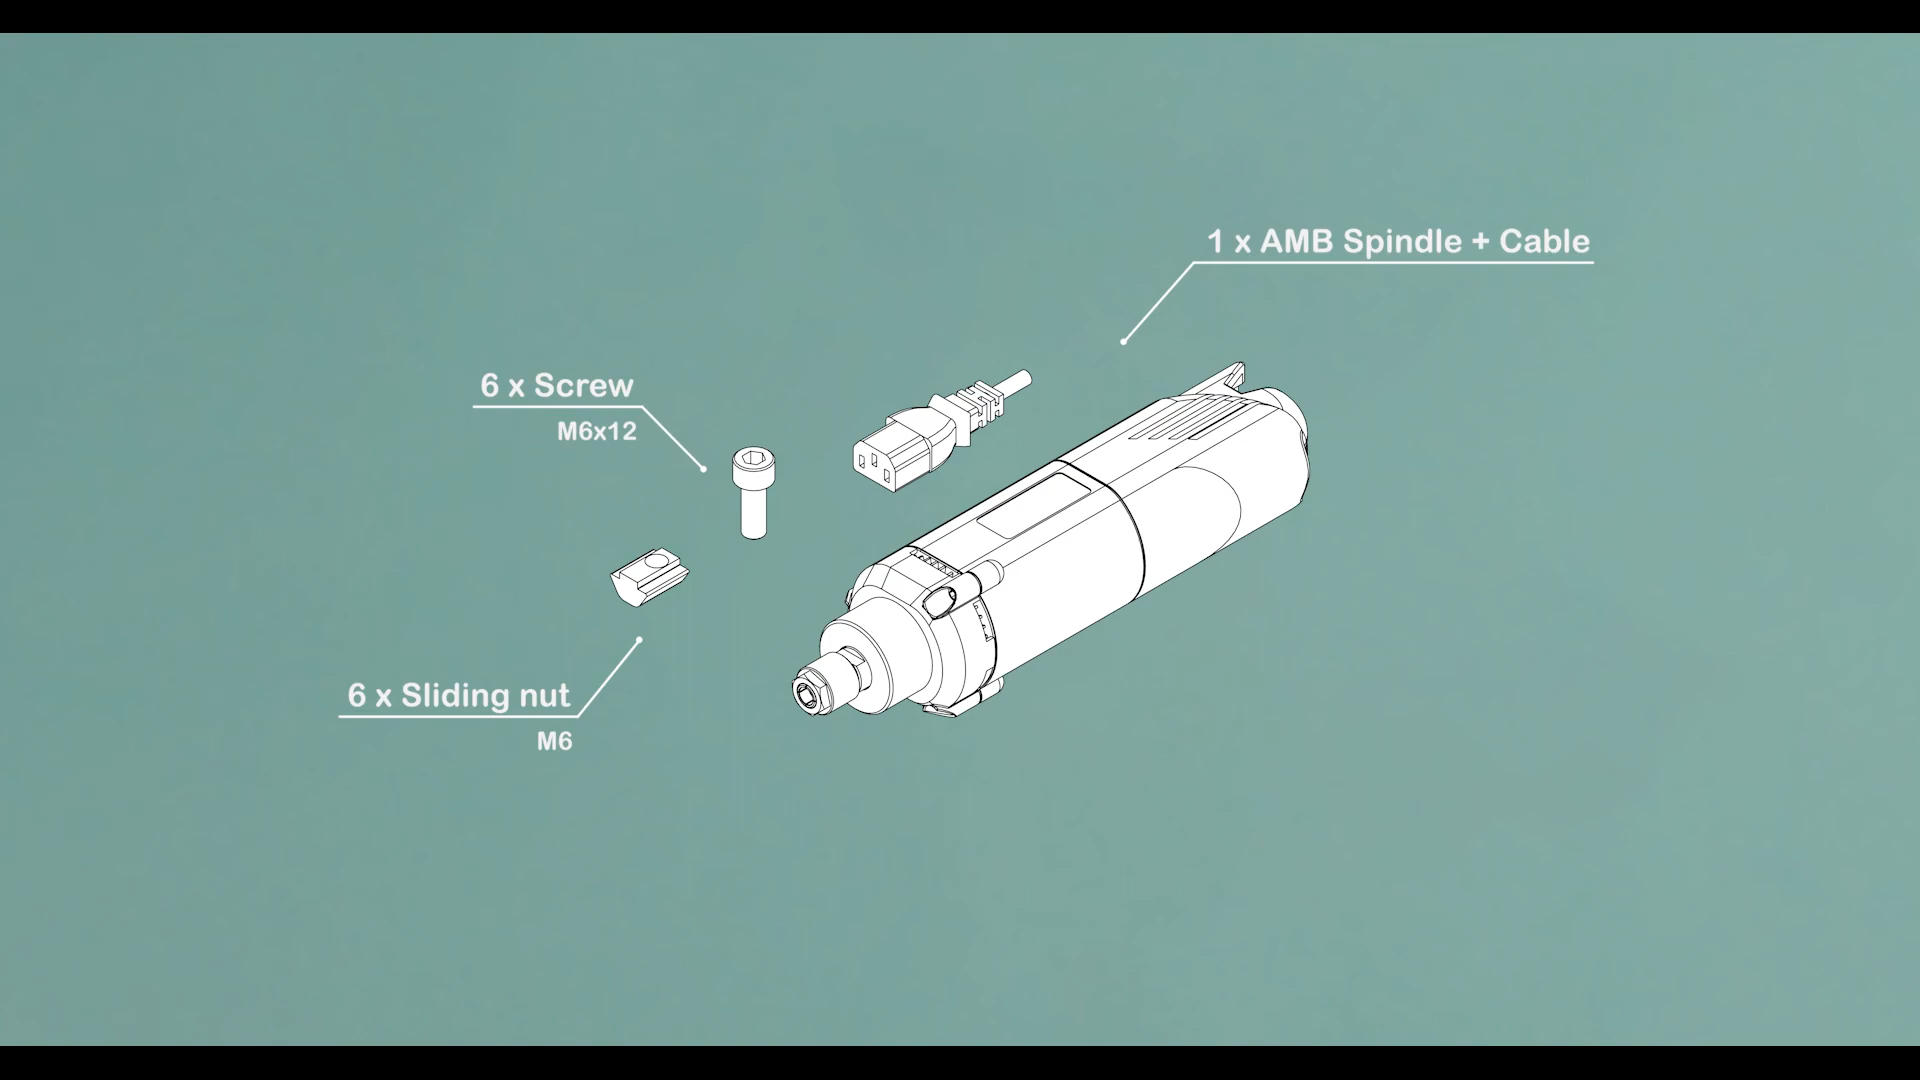 1 x AMB Spindle + Cable
6 x Screw
M6x12
6 x Sliding nut
M6